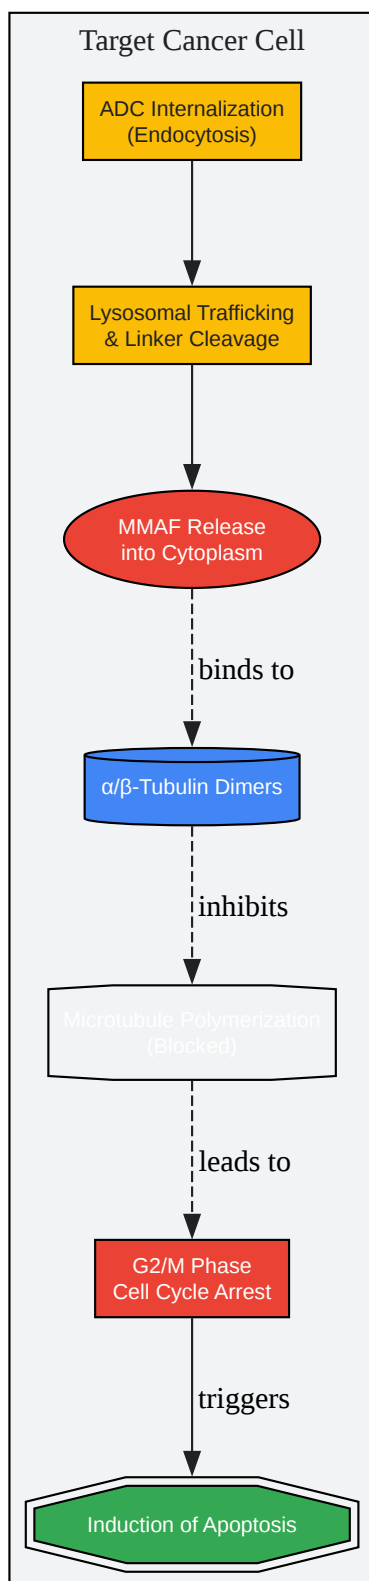 Target Cancer Cell
ADC Internalization
(Endocytosis)
Lysosomal Trafficking
& Linker Cleavage
MMAF Release
into Cytoplasm
binds to
α/β-Tubulin Dimers
inhibits
Microtubule Polymerization
(Blocked)
leads to
G2/M Phase
Cell Cycle Arrest
triggers
Induction of Apoptosis